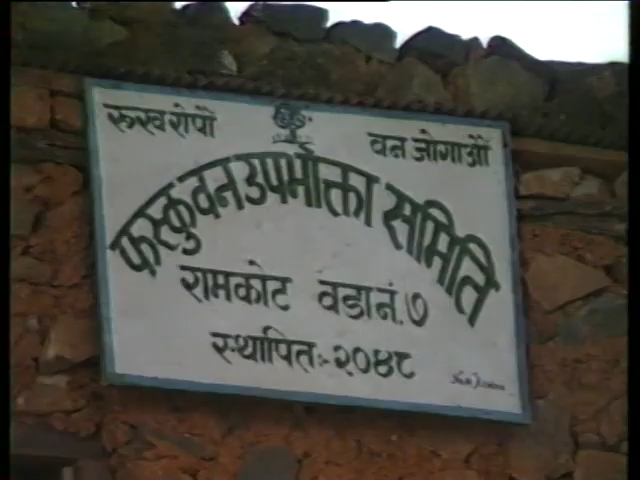 रुख रोपौं
वन जोगाऔं
फस्कु वन उपभोक्ता समिति
रामकोट वडा नं. ७
स्थापित:- २०४८